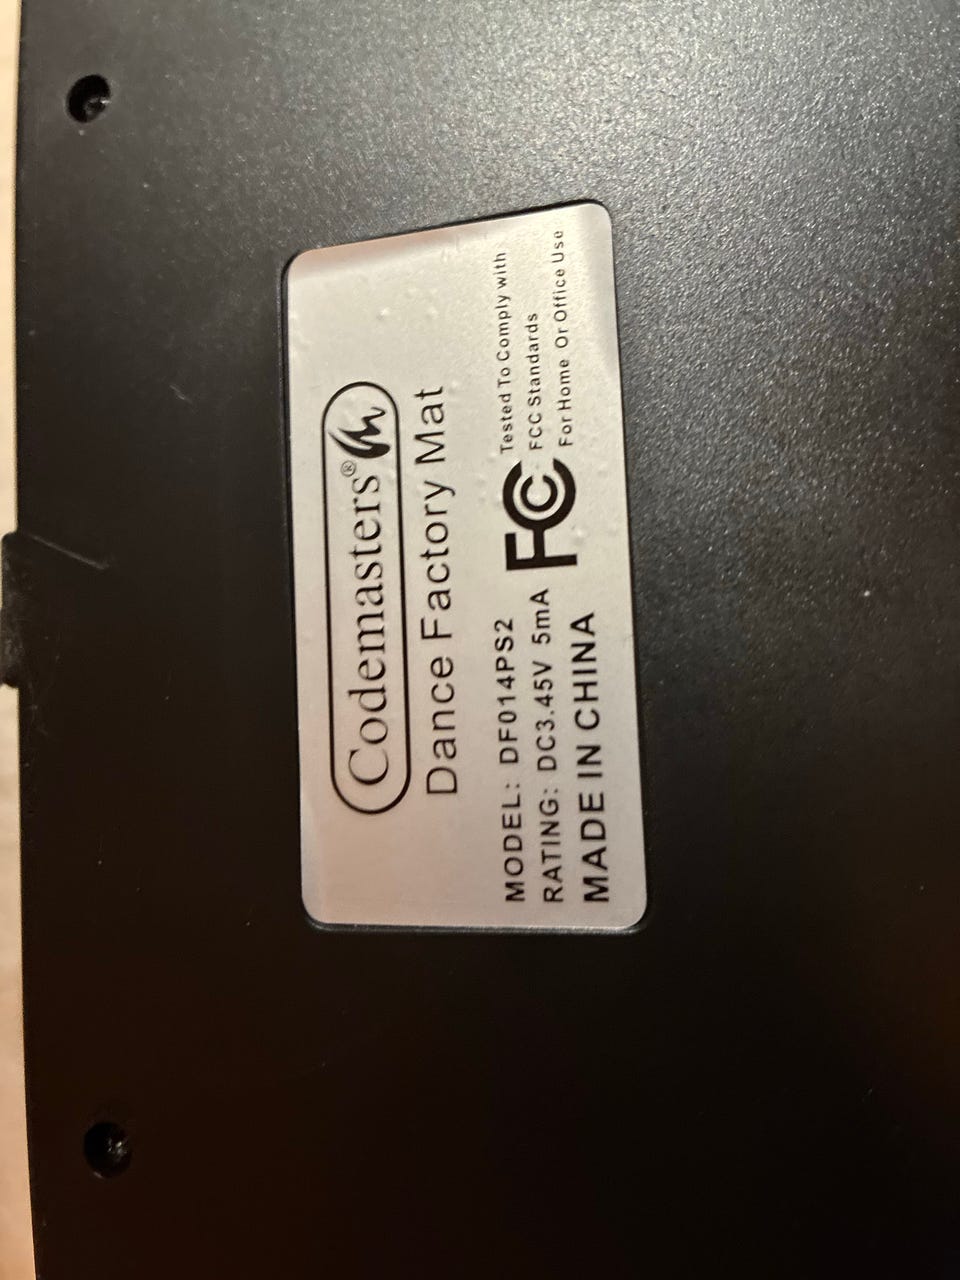 Codemasters®
Dance Factory Mat
MODEL: DF014PS2
RATING: DC3.45V 5mA
MADE IN CHINA
FC
Tested To Comply with
FCC Standards
For Home Or Office Use